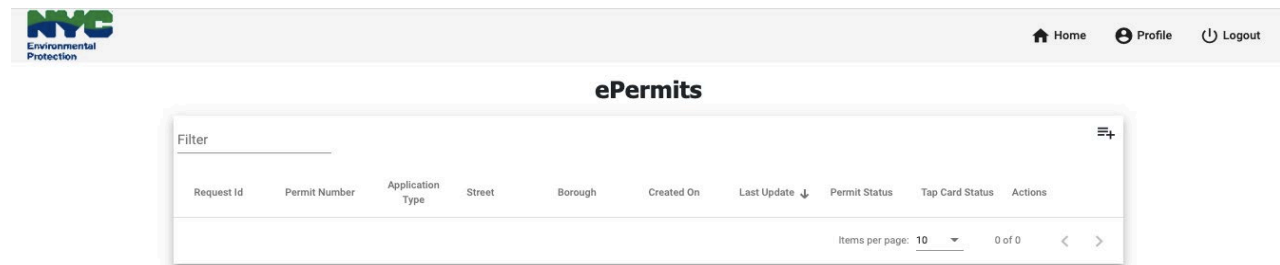 NYC
Environmental
Protection
Home Profile Logout
ePermits
Filter
Request Id Permit Number Application Type Street Borough Created On Last Update Permit Status Tap Card Status Actions
Items per page: 10 0 of 0